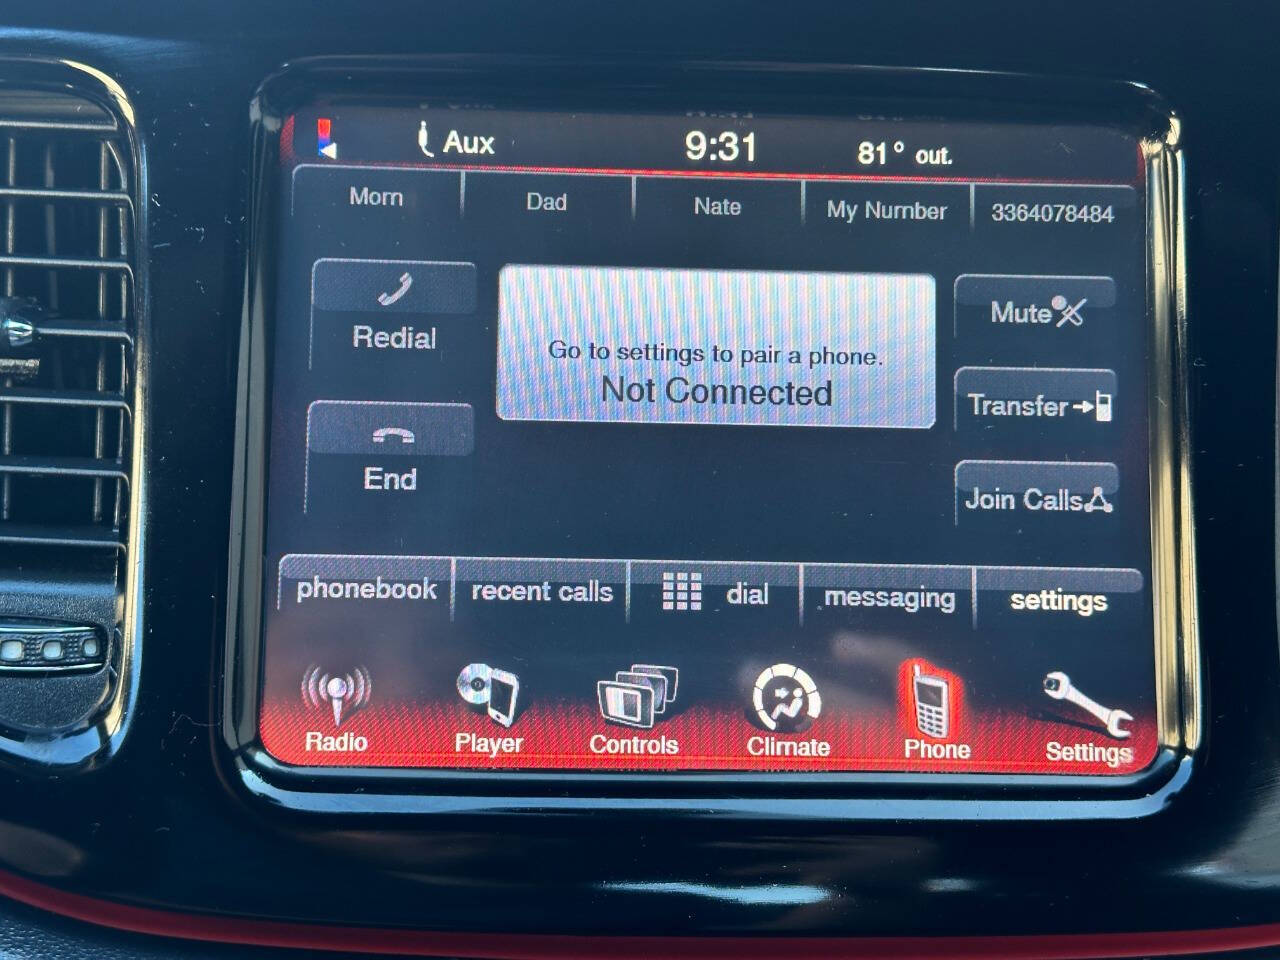 Aux
9:31
81° out.
Mom
Dad
Nate
My Number
3364078484
Redial
Go to settings to pair a phone.
Not Connected
Mute
Transfer
End
Join Calls
phonebook
recent calls
dial
messaging
settings
Radio
Player
Controls
Climate
Phone
Settings